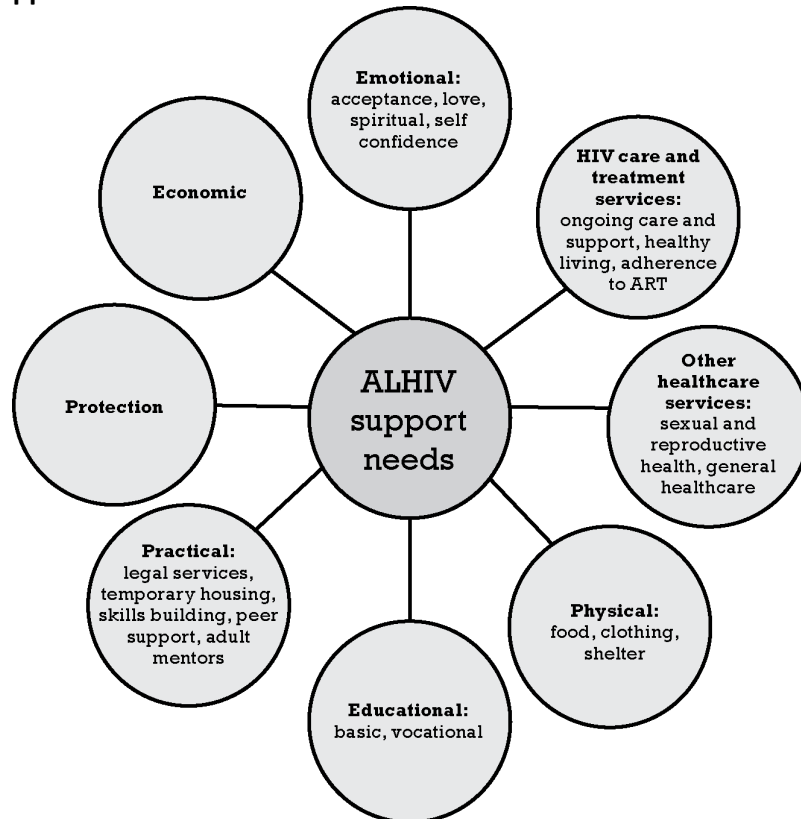 Emotional:
acceptance, love,
spiritual, self
confidence
HIV care and
treatment
services:
ongoing care and
support, healthy
living, adherence
to ART
Other
healthcare
services:
sexual and
reproductive
health, general
healthcare
Physical:
food, clothing,
shelter
Educational:
basic, vocational
Practical:
legal services,
temporary housing,
skills building, peer
support, adult
mentors
Protection
Economic
ALHIV
support
needs